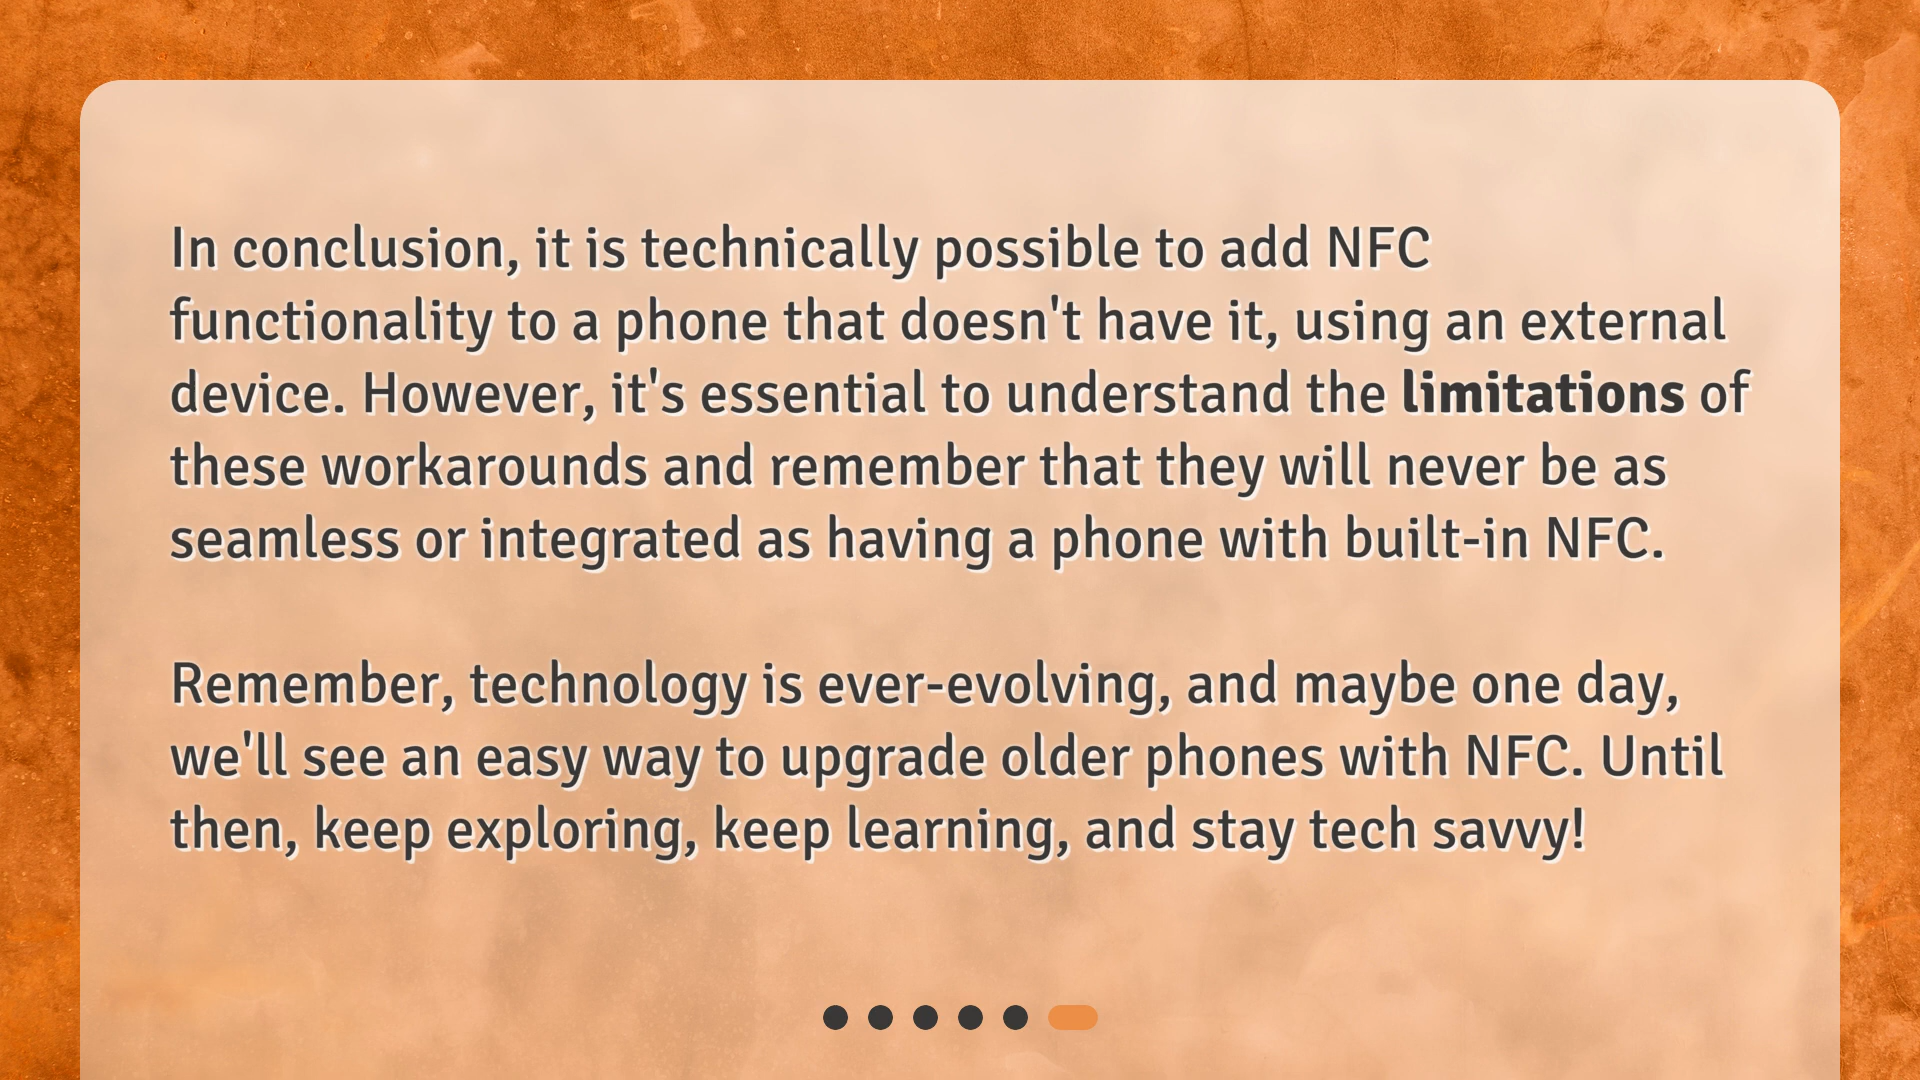 In conclusion, it is technically possible to add NFC
functionality to a phone that doesn't have it, using an external
device. However, it's essential to understand the limitations of
these workarounds and remember that they will never be as
seamless or integrated as having a phone with built-in NFC.
Remember, technology is ever-evolving, and maybe one day,
we'll see an easy way to upgrade older phones with NFC. Until
then, keep exploring, keep learning, and stay tech savvy!